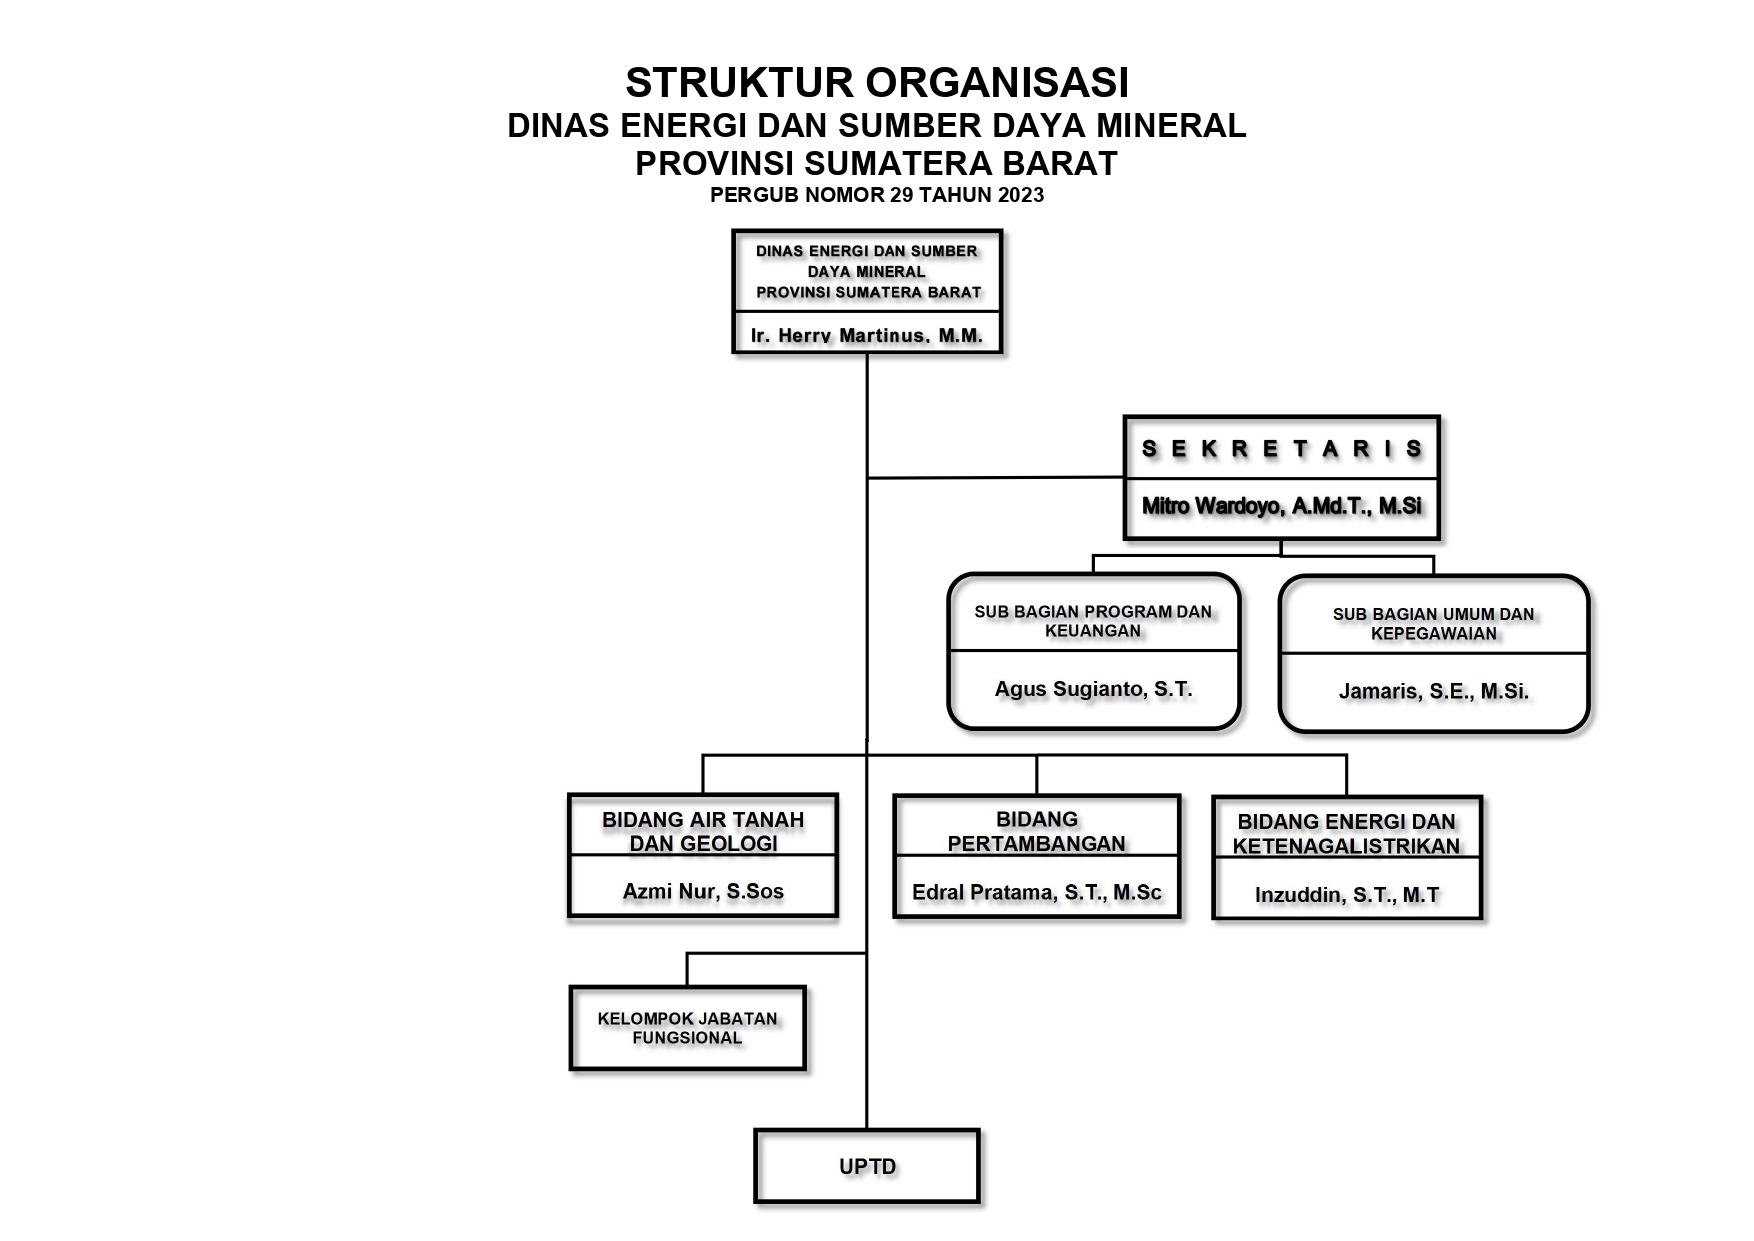 STRUKTUR ORGANISASI
DINAS ENERGI DAN SUMBER DAYA MINERAL
PROVINSI SUMATERA BARAT
PERGUB NOMOR 29 TAHUN 2023
DINAS ENERGI DAN SUMBER
DAYA MINERAL
PROVINSI SUMATERA BARAT
Ir. Herry Martinus, M.M.
S E K R E T A R I S
Mitro Wardoyo, A.Md.T., M.Si
SUB BAGIAN PROGRAM DAN
KEUANGAN
Agus Sugianto, S.T.
SUB BAGIAN UMUM DAN
KEPEGAWAIAN
Jamaris, S.E., M.Si.
BIDANG AIR TANAH
DAN GEOLOGI
Azmi Nur, S.Sos
BIDANG
PERTAMBANGAN
Edral Pratama, S.T., M.Sc
BIDANG ENERGI DAN
KETENAGALISTRIKAN
Inzuddin, S.T., M.T
KELOMPOK JABATAN
FUNGSIONAL
UPTD